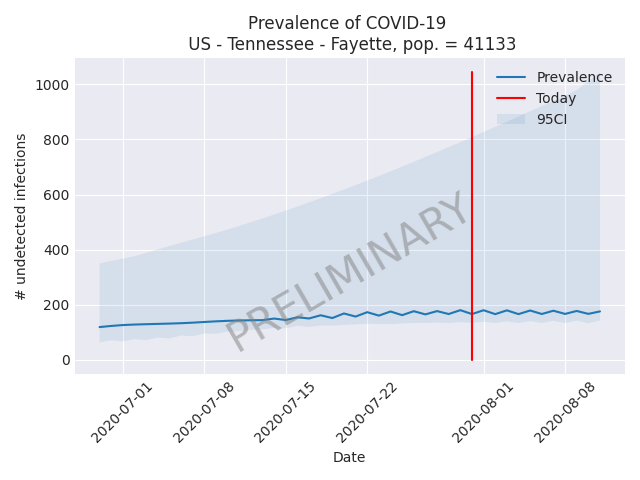 Prevalence of COVID-19
US - Tennessee - Fayette, pop. = 41133
Prevalence
Today
95CI
1000
800
600
400
200
0
# undetected infections
PRELIMINARY
2020-07-01
2020-07-08
2020-07-15
2020-07-22
2020-08-01
2020-08-08
Date